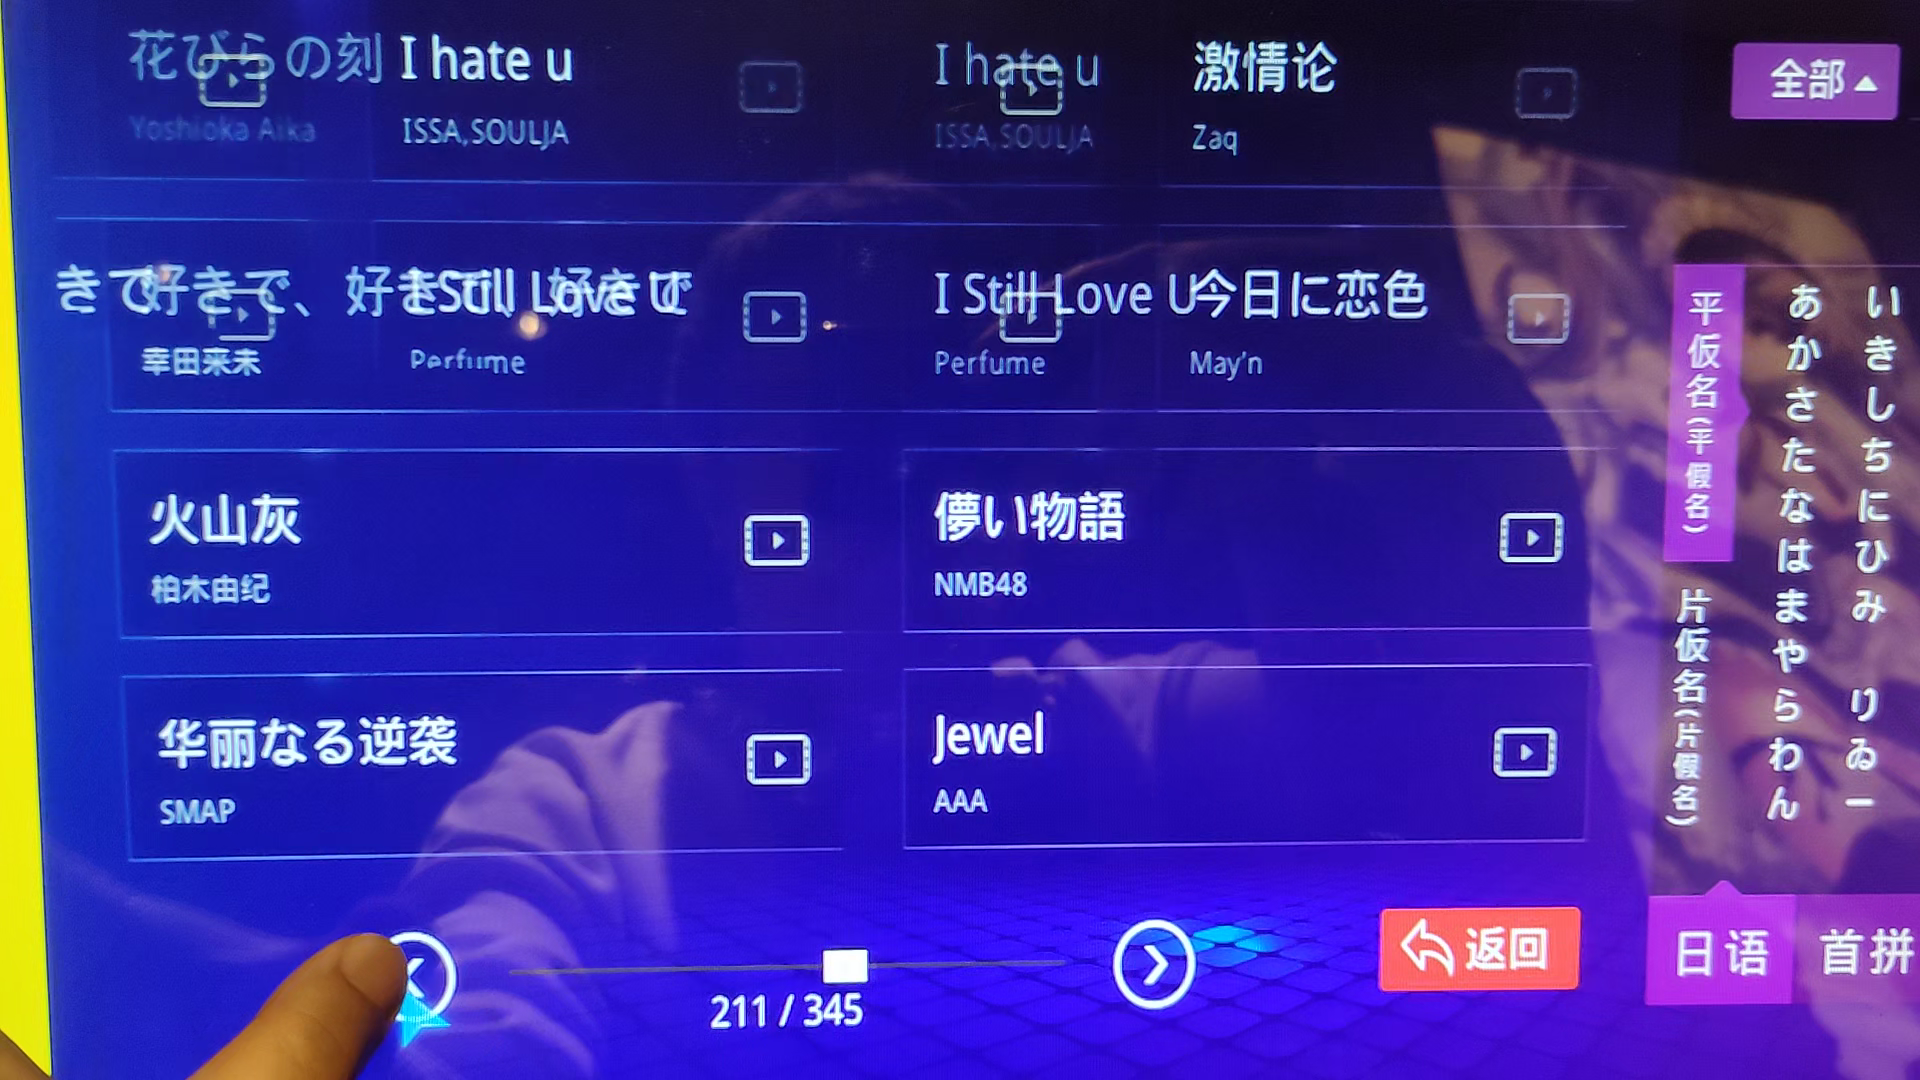 花びらの刻 I hate u I hate u 激情论
Yoshioka Aika ISSA,SOULJA ISSA,SOULJA Zaq
全部
きで好きで、好き I Still Love U I Still Love U 今日に恋色
幸田来未 Perfume Perfume May'n
火山灰 儚い物語
柏木由纪 NMB48
华丽なる逆袭 Jewel
SMAP AAA
平仮名(平假名)
片仮名(片假名)
あかさたなはまやらわん
いきしちにひみ りゐー
211 / 345
返回
日语 首拼